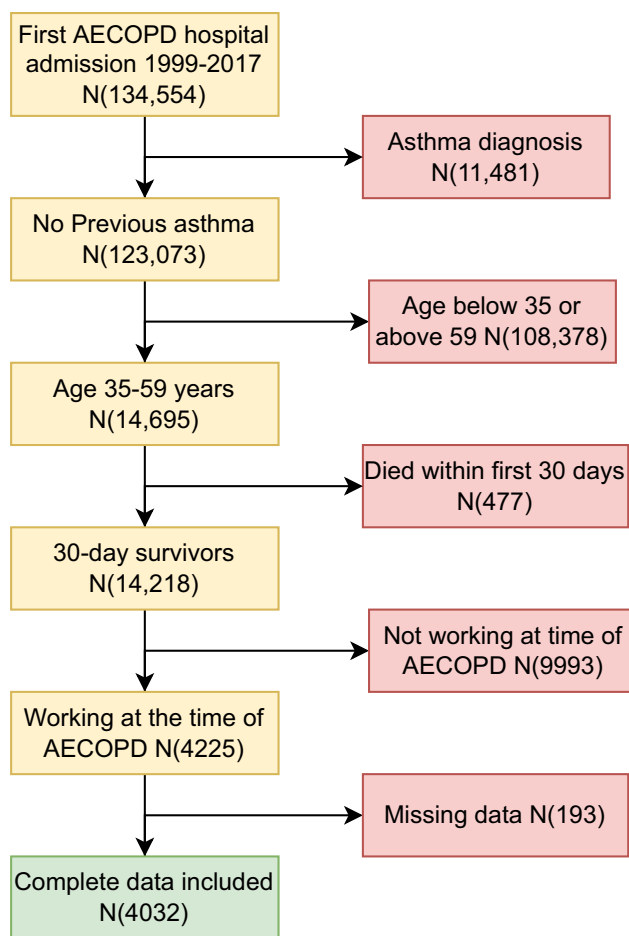 First AECOPD hospital
admission 1999-2017
N(134,554)
Asthma diagnosis
N(11,481)
No Previous asthma
N(123,073)
Age below 35 or
above 59 N(108,378)
Age 35-59 years
N(14,695)
Died within first 30 days
N(477)
30-day survivors
N(14,218)
Not working at time of
AECOPD N(9993)
Working at the time of
AECOPD N(4225)
Missing data N(193)
Complete data included
N(4032)